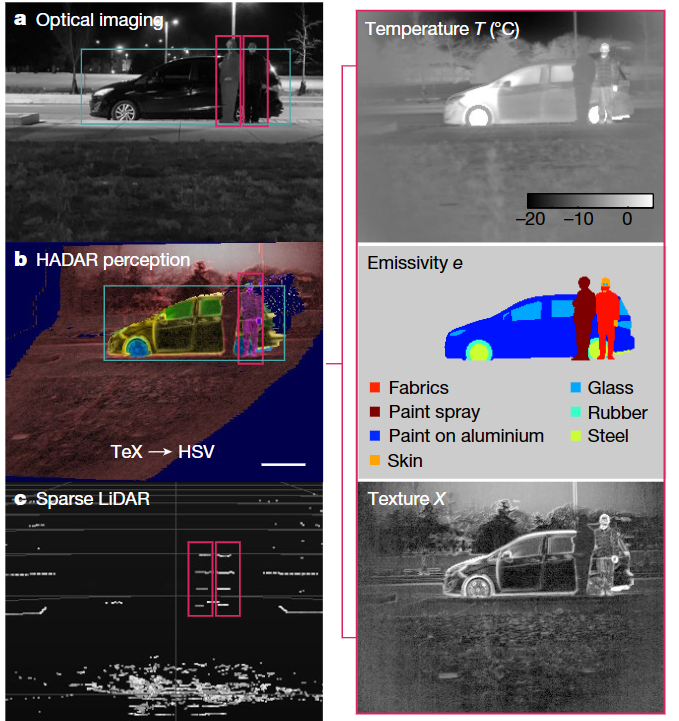 a Optical imaging
b HADAR perception
TeX → HSV
c Sparse LiDAR
Temperature T (°C)
−20 −10 0
Emissivity e
Fabrics
Paint spray
Paint on aluminium
Skin
Glass
Rubber
Steel
Texture X